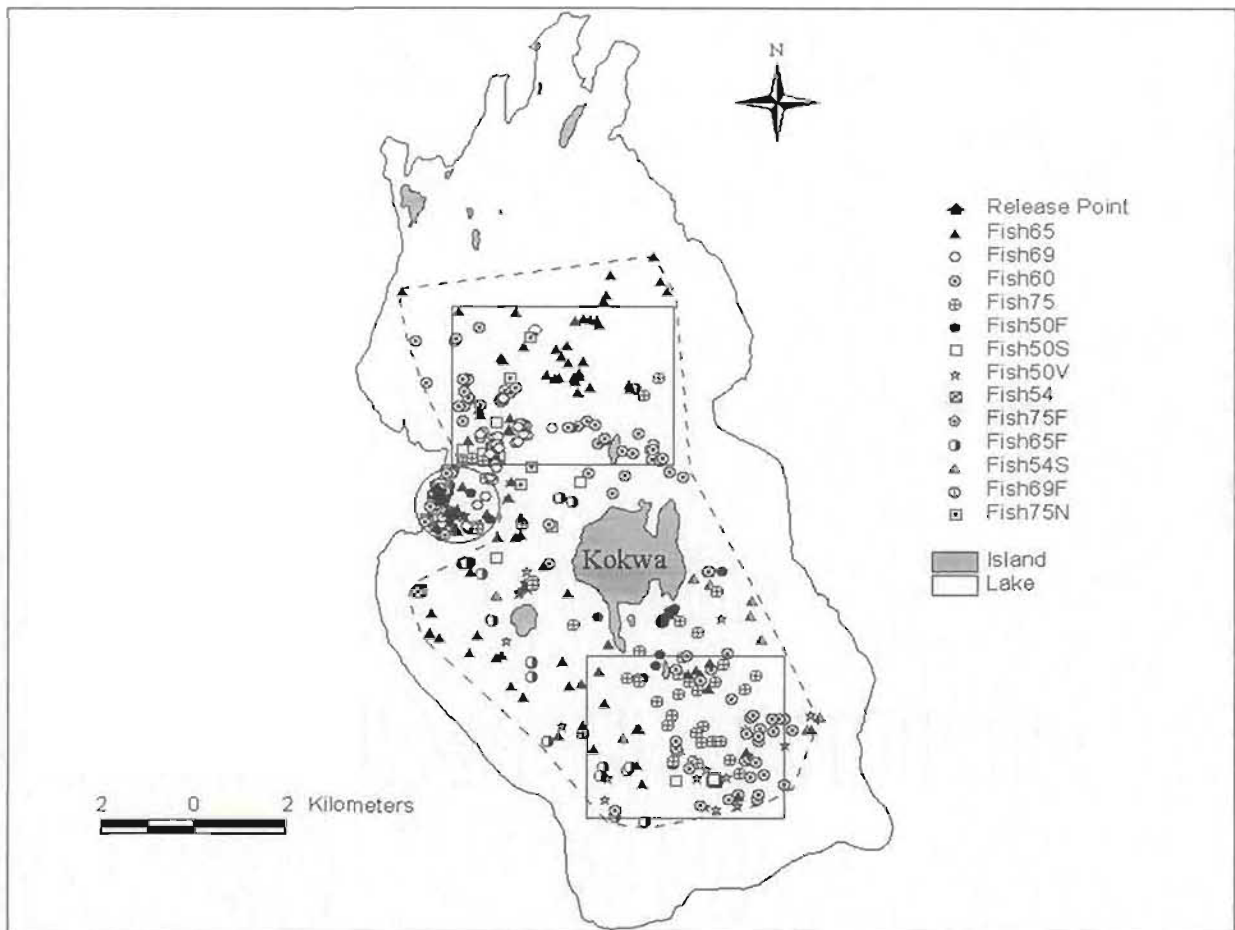 N
Release Point
Fish65
Fish69
Fish60
Fish75
Fish50F
Fish50S
Fish50V
Fish54
Fish75F
Fish65F
Fish54S
Fish69F
Fish75N
Island
Lake
Kokwa
2 0 2 Kilometers